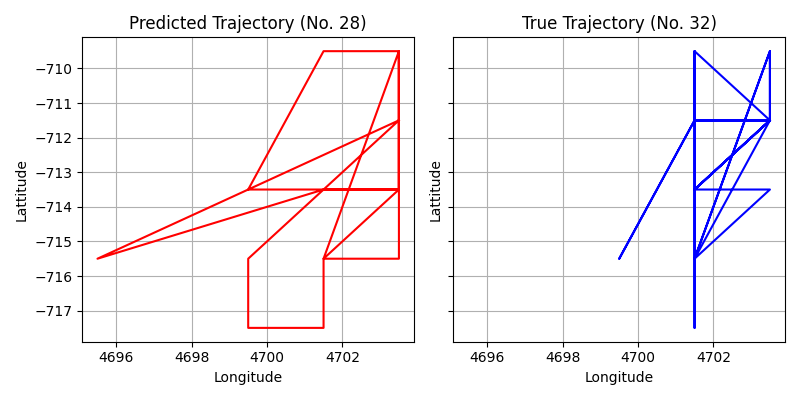 Predicted Trajectory (No. 28)
True Trajectory (No. 32)
−710
−711
−712
−713
−714
−715
−716
−717
Lattitude
Lattitude
4696 4698 4700 4702
4696 4698 4700 4702
Longitude
Longitude